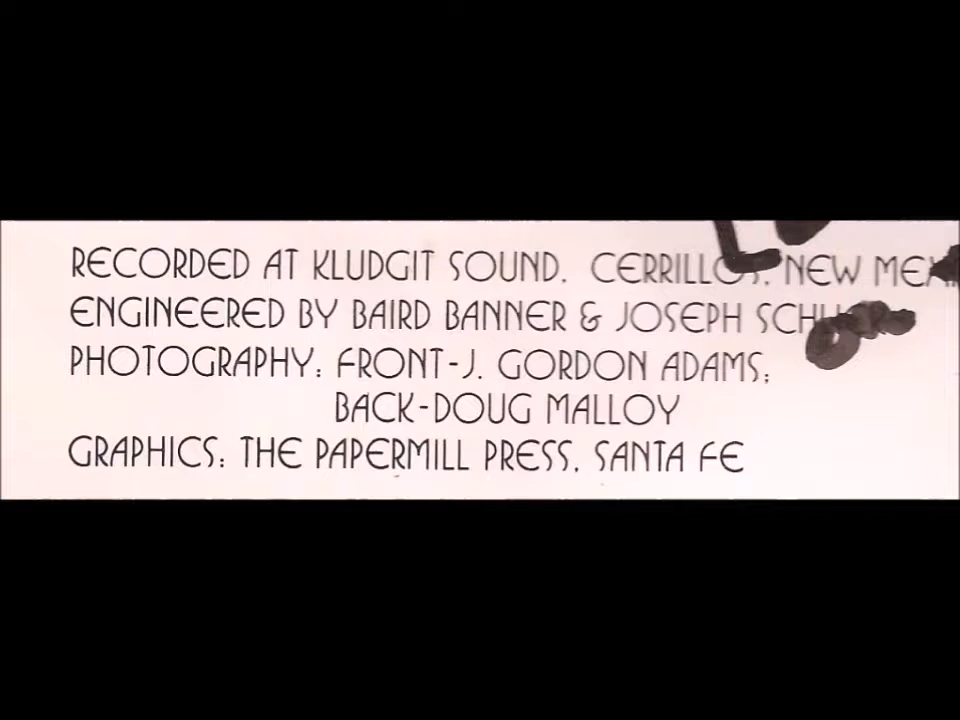 RECORDED AT KLUDGIT SOUND, CERRILLOS, NEW
ENGINEERED BY BAIRD BANNER & JOSEPH
PHOTOGRAPHY: FRONT-J. GORDON ADAMS;
BACK-DOUG MALLOY
GRAPHICS: THE PAPERMILL PRESS, SANTA FE